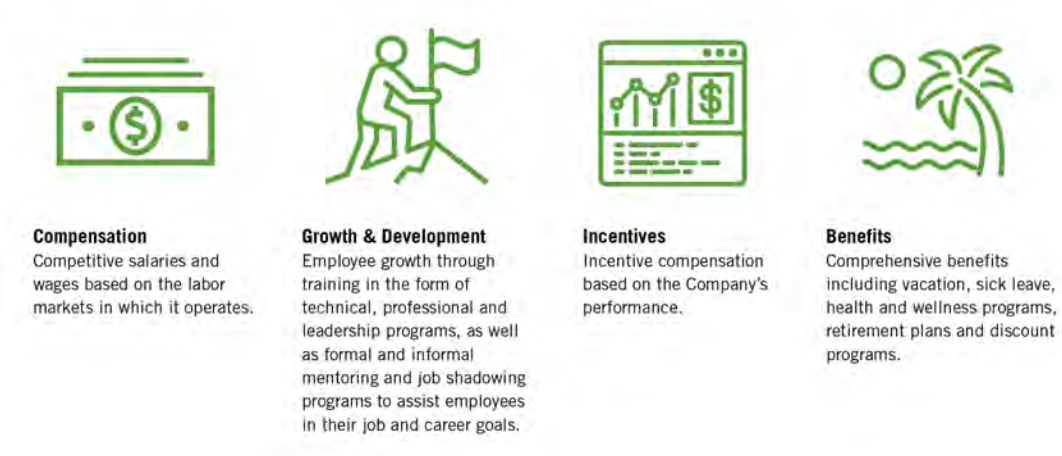 $
Compensation
Competitive salaries and
wages based on the labor
markets in which it operates.
Growth & Development
Employee growth through
training in the form of
technical, professional and
leadership programs, as well
as formal and informal
mentoring and job shadowing
programs to assist employees
in their job and career goals.
$
Incentives
Incentive compensation
based on the Company's
performance.
Benefits
Comprehensive benefits
including vacation, sick leave,
health and wellness programs,
retirement plans and discount
programs.